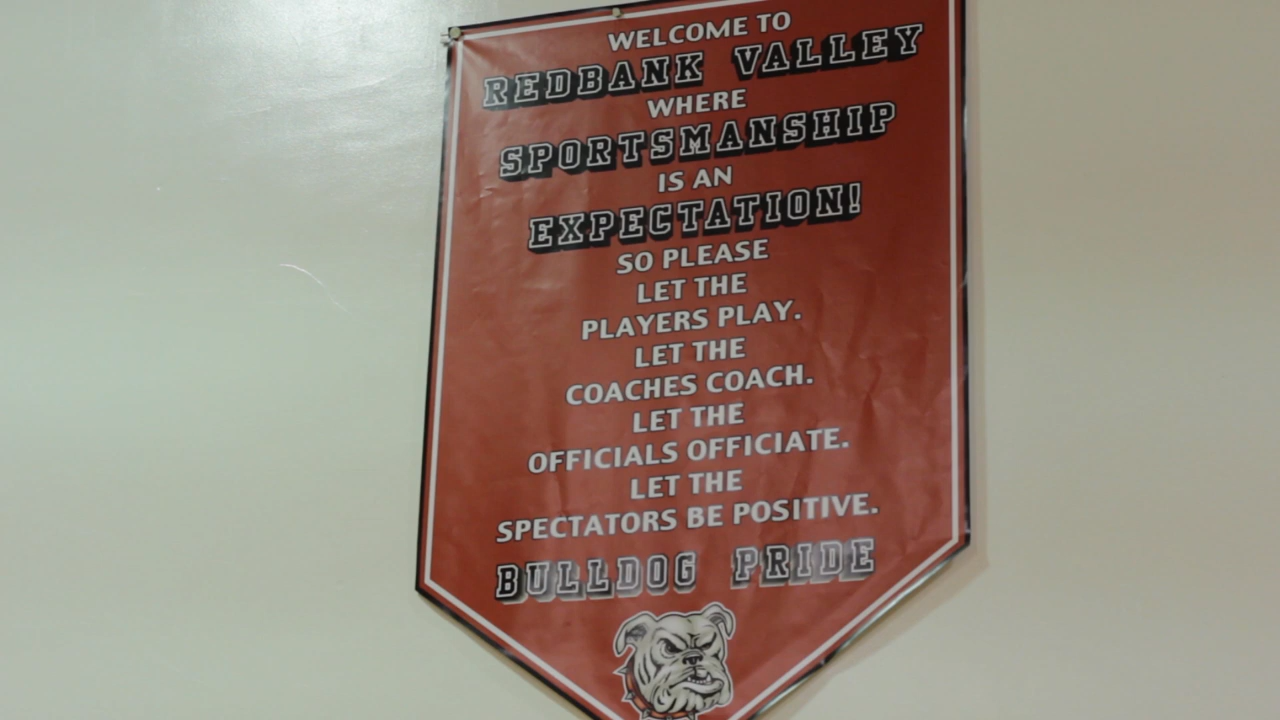 WELCOME TO
REDBANK VALLEY
WHERE
SPORTSMANSHIP
IS AN
EXPECTATION!
SO PLEASE
LET THE
PLAYERS PLAY.
LET THE
COACHES COACH.
LET THE
OFFICIALS OFFICIATE.
LET THE
SPECTATORS BE POSITIVE.
BULLDOG PRIDE